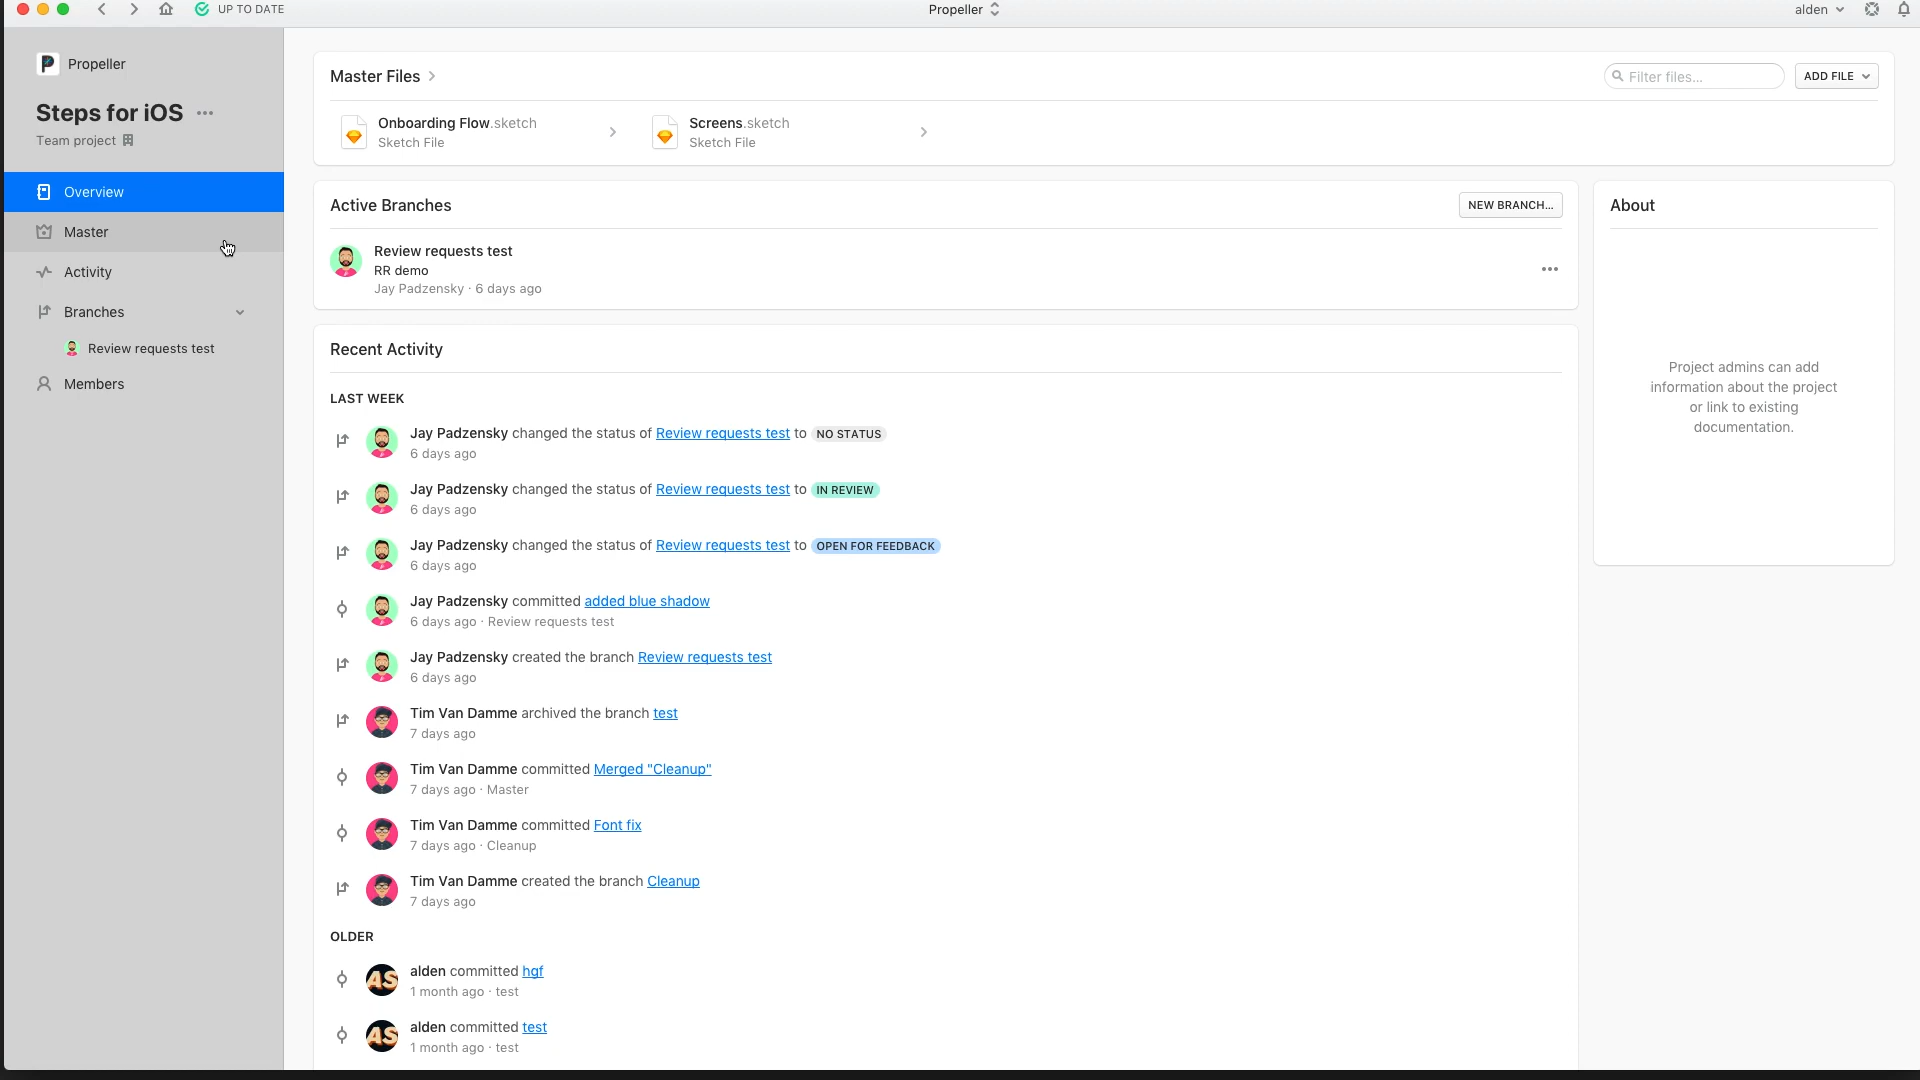 UP TO DATE
Propeller
alden
Propeller
Steps for iOS
Team project
Overview
Master
Activity
Branches
Review requests test
Members
Master Files
Filter files...
ADD FILE
Onboarding Flow.sketch
Sketch File
Screens.sketch
Sketch File
Active Branches
NEW BRANCH...
Review requests test
RR demo
Jay Padzensky · 6 days ago
About
Project admins can add
information about the project
or link to existing
documentation.
Recent Activity
LAST WEEK
Jay Padzensky changed the status of Review requests test to NO STATUS
6 days ago
Jay Padzensky changed the status of Review requests test to IN REVIEW
6 days ago
Jay Padzensky changed the status of Review requests test to OPEN FOR FEEDBACK
6 days ago
Jay Padzensky committed added blue shadow
6 days ago · Review requests test
Jay Padzensky created the branch Review requests test
6 days ago
Tim Van Damme archived the branch test
7 days ago
Tim Van Damme committed Merged "Cleanup"
7 days ago · Master
Tim Van Damme committed Font fix
7 days ago · Cleanup
Tim Van Damme created the branch Cleanup
7 days ago
OLDER
AS
alden committed hgf
1 month ago · test
AS
alden committed test
1 month ago · test